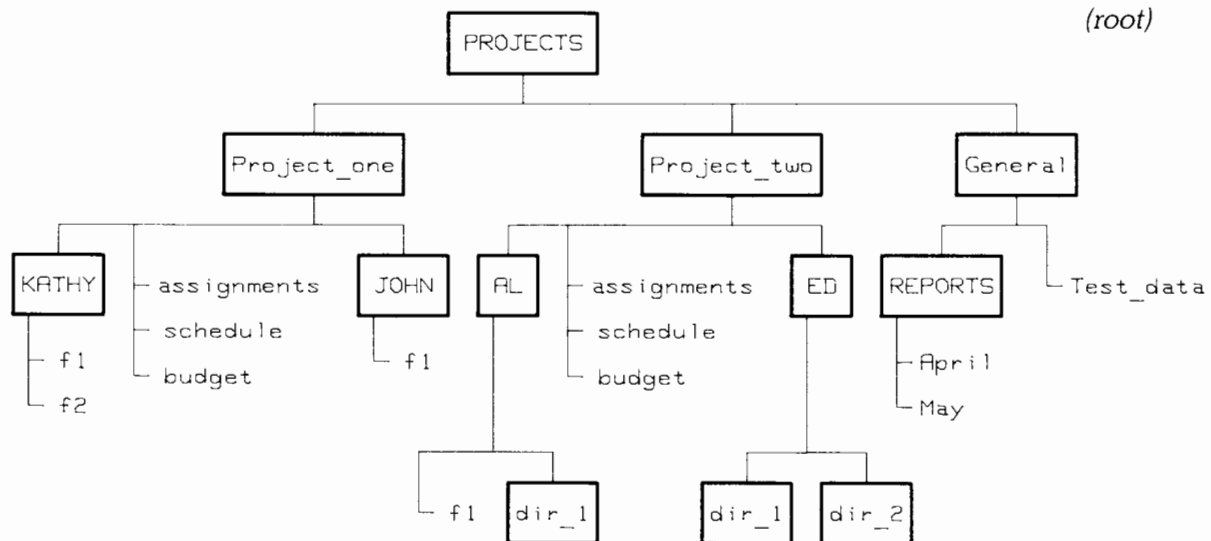 (root)
PROJECTS
Project_one Project_two General
KATHY assignments JOHN AL assignments ED REPORTS Test_data
schedule schedule
f1 budget f1 budget April
f2 May
f1 dir_1 dir_1 dir_2